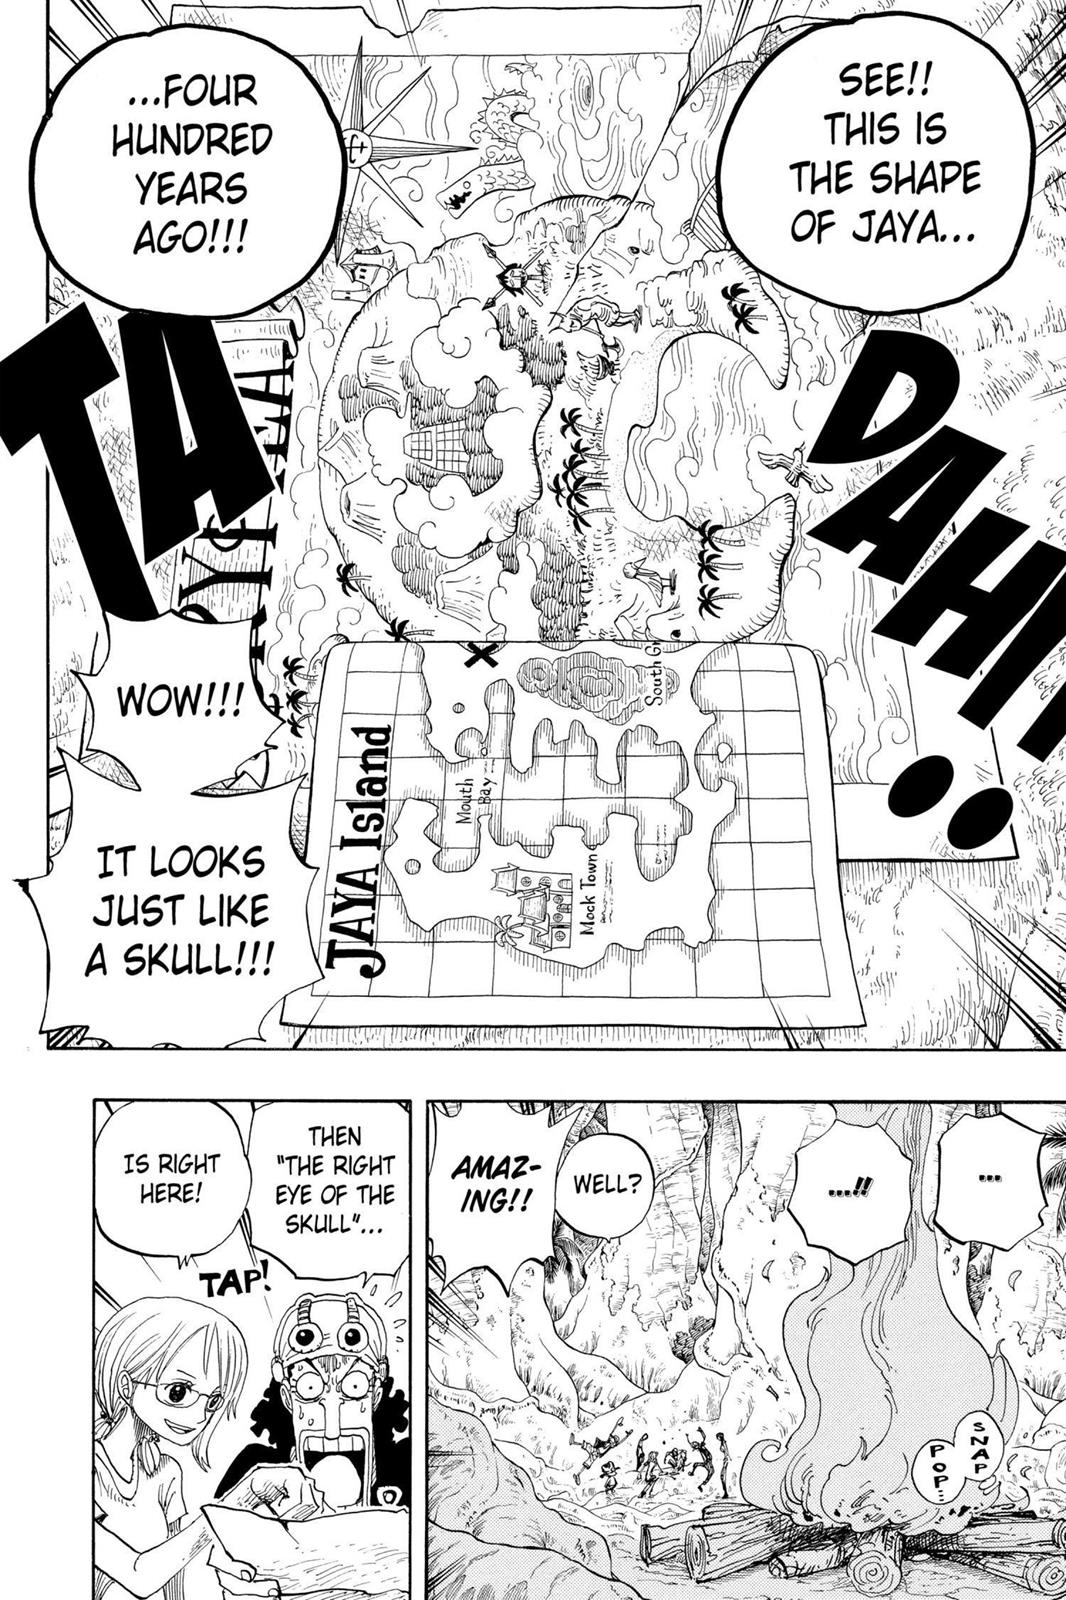 SEE!!
THIS IS
THE SHAPE
OF JAYA...
...FOUR
HUNDRED
YEARS
AGO!!!
TA
DAH!
WOW!!!
IT LOOKS
JUST LIKE
A SKULL!!!
JAYA Island
Mouth
Bay
Mock Town
South
...
...!!
WELL?
AMAZ-
ING!!
SNAP
POP...
THEN
"THE RIGHT
EYE OF THE
SKULL"...
IS RIGHT
HERE!
TAP!